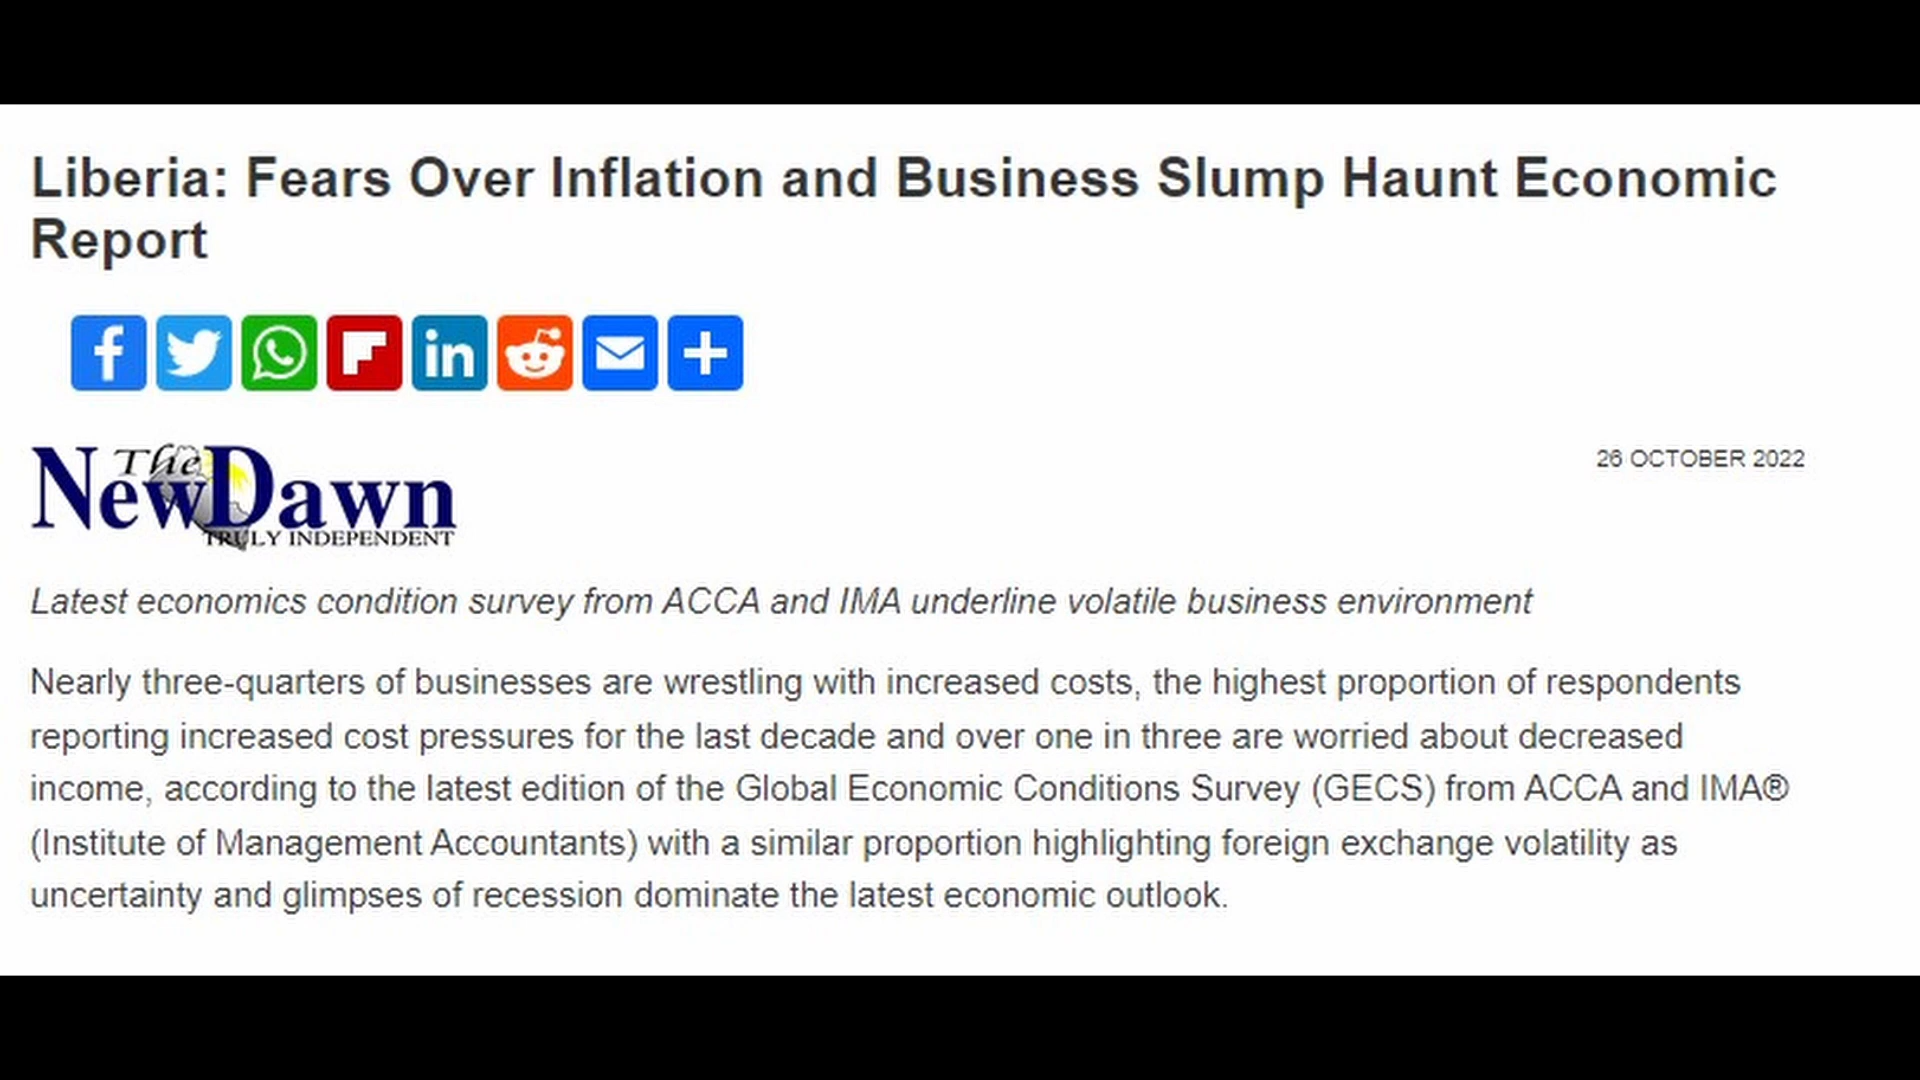 Liberia: Fears Over Inflation and Business Slump Haunt Economic
Report
The
NewDawn
TRULY INDEPENDENT
26 OCTOBER 2022
Latest economics condition survey from ACCA and IMA underline volatile business environment
Nearly three-quarters of businesses are wrestling with increased costs, the highest proportion of respondents
reporting increased cost pressures for the last decade and over one in three are worried about decreased
income, according to the latest edition of the Global Economic Conditions Survey (GECS) from ACCA and IMA®
(Institute of Management Accountants) with a similar proportion highlighting foreign exchange volatility as
uncertainty and glimpses of recession dominate the latest economic outlook.